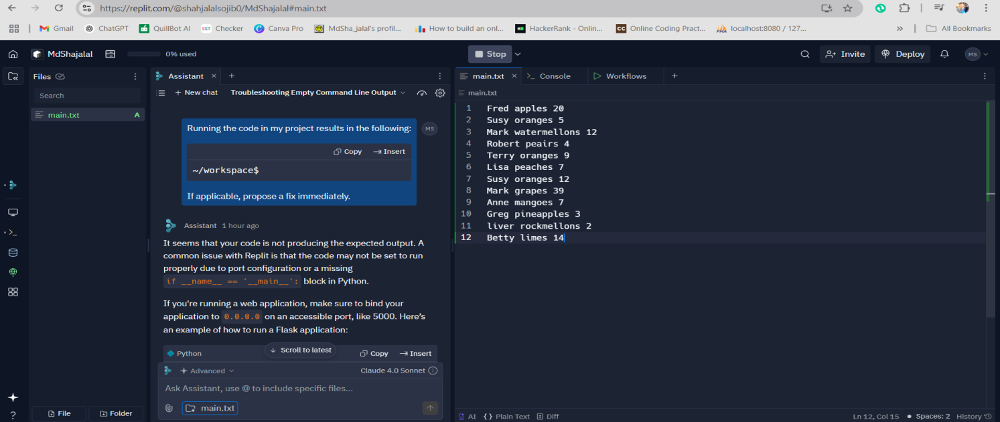 https://replit.com/@shahjalalsojib0/MdShajalal#main.txt
Gmail ChatGPT QuillBot AI SST Checker Canva Pro MdSha_jalal's profil... How to build an onl... HackerRank - Onlin... CC Online Coding Pract... PMA localhost:8080 / 127... » All Bookmarks
MdShajalal 0% used Stop Invite Deploy MS
Files
Search
main.txt A
File Folder
Assistant × +
+ New chat Troubleshooting Empty Command Line Output
Running the code in my project results in the following: MS
Copy Insert
~/workspace$
If applicable, propose a fix immediately.
Assistant 1 hour ago
It seems that your code is not producing the expected output. A
common issue with Replit is that the code may not be set to run
properly due to port configuration or a missing
if __name__ == '__main__': block in Python.
If you're running a web application, make sure to bind your
application to 0.0.0.0 on an accessible port, like 5000. Here's
an example of how to run a Flask application:
Python Scroll to latest Copy Insert
Advanced Claude 4.0 Sonnet
Ask Assistant, use @ to include specific files...
main.txt
main.txt × >_ Console Workflows +
main.txt
1 Fred apples 20
2 Susy oranges 5
3 Mark watermellons 12
4 Robert peairs 4
5 Terry oranges 9
6 Lisa peaches 7
7 Susy oranges 12
8 Mark grapes 39
9 Anne mangoes 7
10 Greg pineapples 3
11 liver rockmellons 2
12 Betty limes 14
AI {} Plain Text Diff Ln 12, Col 15 Spaces: 2 History